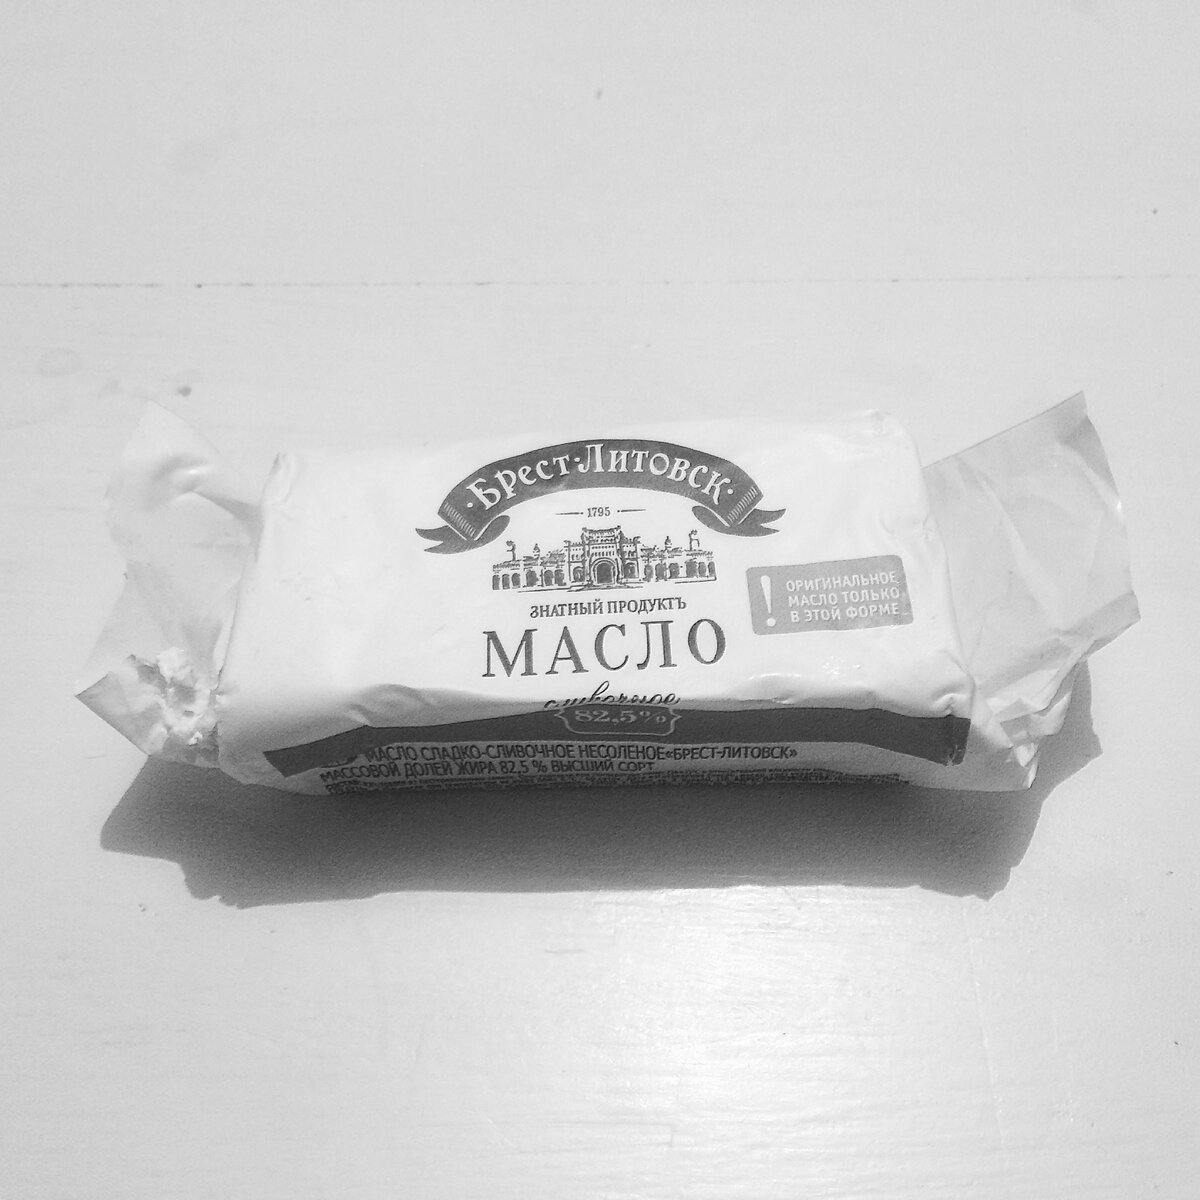 ·Брест-Литовск·
1795
ЗНАТНЫЙ ПРОДУКТЪ
МАСЛО
сливочное
82,5%
! ОРИГИНАЛЬНОЕ
МАСЛО ТОЛЬКО
В ЭТОЙ ФОРМЕ
МАСЛО СЛАДКО-СЛИВОЧНОЕ НЕСОЛЕНОЕ «БРЕСТ-ЛИТОВСК»
МАССОВОЙ ДОЛЕЙ ЖИРА 82,5 % ВЫСШИЙ СОРТ